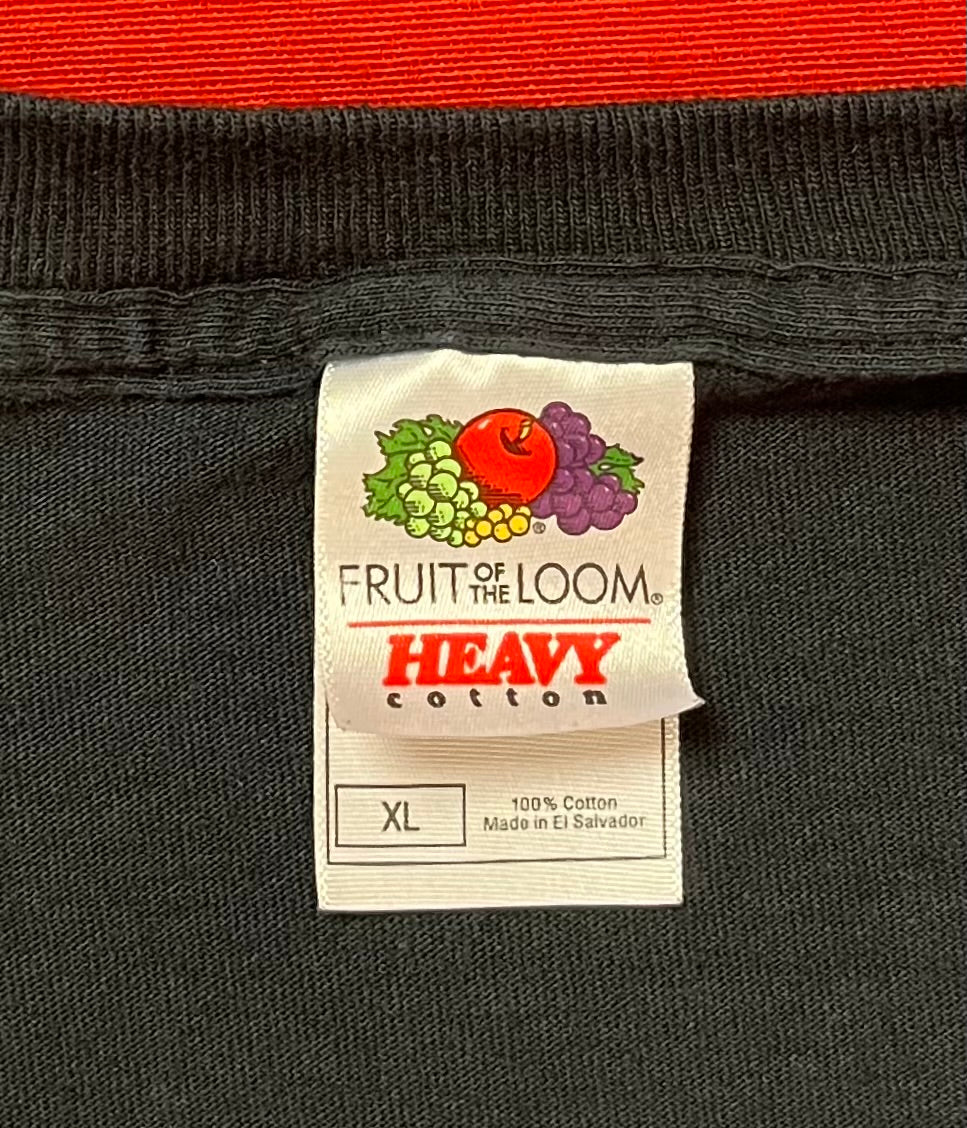 ®
FRUIT OF THE LOOM®
HEAVY
cotton
XL
100% Cotton
Made in El Salvador